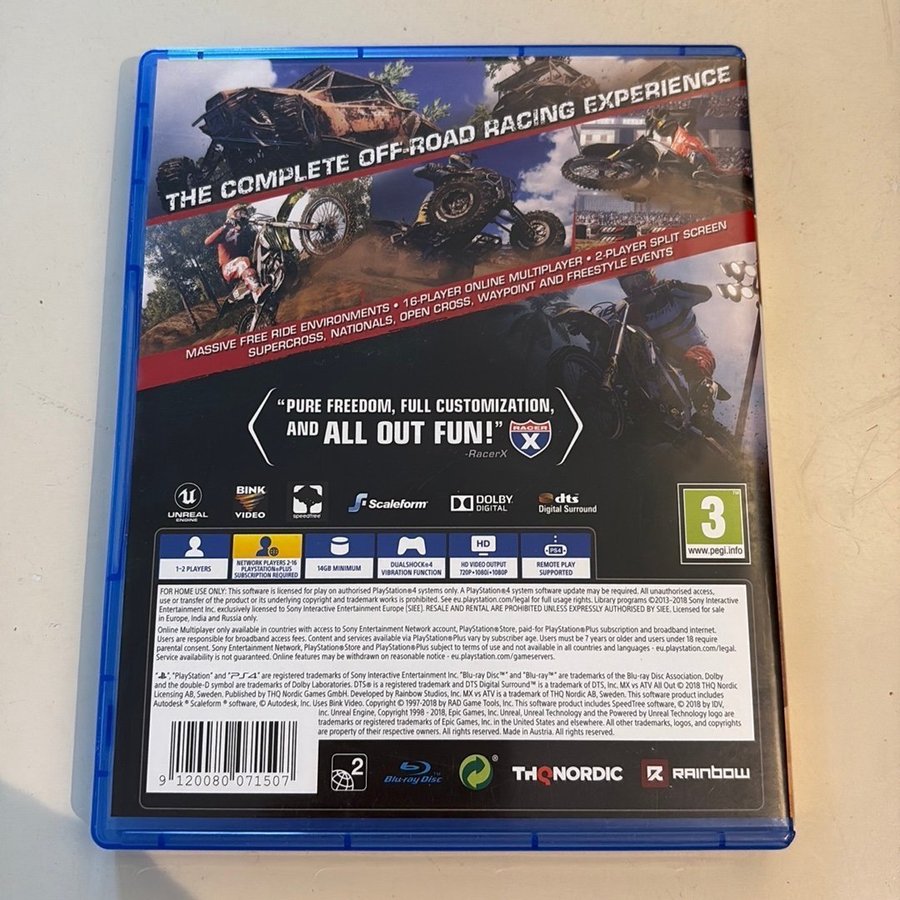 THE COMPLETE OFF-ROAD RACING EXPERIENCE
MASSIVE FREE RIDE ENVIRONMENTS • 16-PLAYER ONLINE MULTIPLAYER • 2-PLAYER SPLIT SCREEN
SUPERCROSS, NATIONALS, OPEN CROSS, WAYPOINT AND FREESTYLE EVENTS
"PURE FREEDOM, FULL CUSTOMIZATION,
AND ALL OUT FUN!"
RACER
X
-RacerX
UNREAL
ENGINE
BINK
VIDEO
speedtree
Scaleform
DOLBY
DIGITAL
dts
Digital Surround
3
www.pegi.info
1-2 PLAYERS
NETWORK PLAYERS 2-16
PLAYSTATION®PLUS
SUBSCRIPTION REQUIRED
14GB MINIMUM
DUALSHOCK®4
VIBRATION FUNCTION
HD
HD VIDEO OUTPUT
720P•1080i•1080P
PS4
REMOTE PLAY
SUPPORTED
FOR HOME USE ONLY: This software is licensed for play on authorised PlayStation®4 systems only. A PlayStation®4 system software update may be required. All unauthorised access,
use or transfer of the product or its underlying copyright and trademark works is prohibited. See eu.playstation.com/legal for full usage rights. Library programs ©2013-2018 Sony Interactive
Entertainment Inc. exclusively licensed to Sony Interactive Entertainment Europe (SIEE). RESALE AND RENTAL ARE PROHIBITED UNLESS EXPRESSLY AUTHORISED BY SIEE. Licensed for sale
in Europe, India and Russia only.
Online Multiplayer only available in countries with access to Sony Entertainment Network account, PlayStation®Store, paid-for PlayStation®Plus subscription and broadband internet.
Users are responsible for broadband access fees. Content and services available via PlayStation®Plus vary by subscriber age. Users must be 7 years or older and users under 18 require
parental consent. Sony Entertainment Network, PlayStation®Store and PlayStation®Plus subject to terms of use and not available in all countries and languages - eu.playstation.com/legal.
Service availability is not guaranteed. Online features may be withdrawn on reasonable notice - eu.playstation.com/gameservers.
"PlayStation" and "PS4" are registered trademarks of Sony Interactive Entertainment Inc. "Blu-ray Disc™" and "Blu-ray™" are trademarks of the Blu-ray Disc Association. Dolby
and the double-D symbol are trademarks of Dolby Laboratories. DTS® is a registered trademark and DTS Digital Surround™ is a trademark of DTS, Inc. MX vs ATV All Out © 2018 THQ Nordic
Licensing AB, Sweden. Published by THQ Nordic Games GmbH. Developed by Rainbow Studios, Inc. MX vs ATV is a trademark of THQ Nordic AB, Sweden. This software product includes
Autodesk ® Scaleform ® software, © Autodesk, Inc. Uses Bink Video. Copyright © 1997-2018 by RAD Game Tools, Inc. This software product includes SpeedTree software, © 2018 by IDV,
Inc. Unreal Engine, Copyright 1998 - 2018, Epic Games, Inc. Unreal, Unreal Technology and the Powered by Unreal Technology logo are
trademarks or registered trademarks of Epic Games, Inc. in the United States and elsewhere. All other trademarks, logos and copyrights
are property of their respective owners. All rights reserved. Made in Austria. All rights reserved.
9 120080 071507
2
Blu-ray Disc
THQNORDIC
RAINBOW